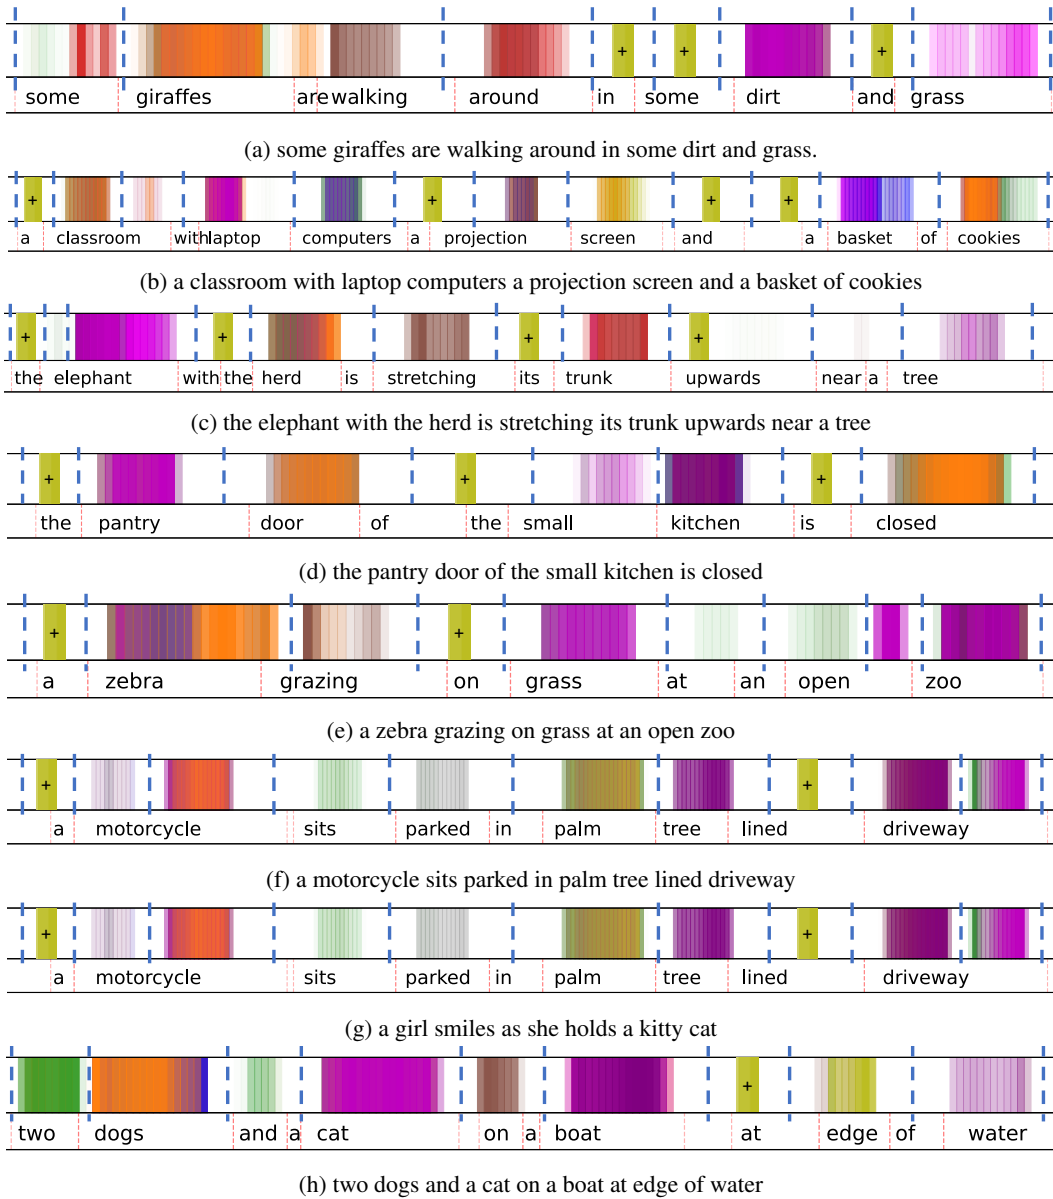 + + +
some giraffes are walking around in some dirt and grass
(a) some giraffes are walking around in some dirt and grass.
+ + + +
a classroom with laptop computers a projection screen and a basket of cookies
(b) a classroom with laptop computers a projection screen and a basket of cookies
+ + + +
the elephant with the herd is stretching its trunk upwards near a tree
(c) the elephant with the herd is stretching its trunk upwards near a tree
+ + +
the pantry door of the small kitchen is closed
(d) the pantry door of the small kitchen is closed
+ +
a zebra grazing on grass at an open zoo
(e) a zebra grazing on grass at an open zoo
+ +
a motorcycle sits parked in palm tree lined driveway
(f) a motorcycle sits parked in palm tree lined driveway
+ +
a motorcycle sits parked in palm tree lined driveway
(g) a girl smiles as she holds a kitty cat
+
two dogs and a cat on a boat at edge of water
(h) two dogs and a cat on a boat at edge of water